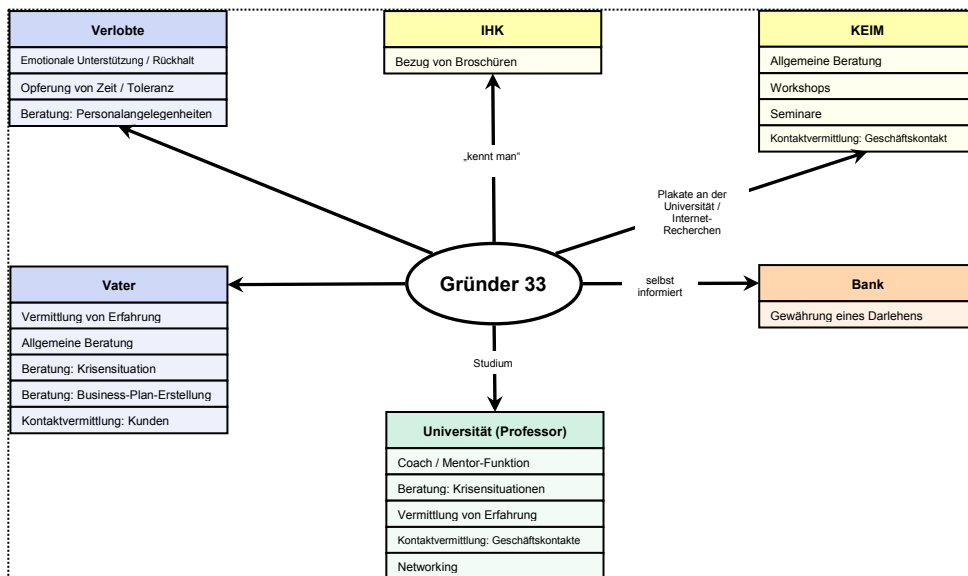 Verlobte
Emotionale Unterstützung / Rückhalt
Opferung von Zeit / Toleranz
Beratung: Personalangelegenheiten
IHK
Bezug von Broschüren
KEIM
Allgemeine Beratung
Workshops
Seminare
Kontaktvermittlung: Geschäftskontakt
„kennt man“
Plakate an der
Universität /
Internet-
Recherchen
Gründer 33
selbst
informiert
Vater
Vermittlung von Erfahrung
Allgemeine Beratung
Beratung: Krisensituation
Beratung: Business-Plan-Erstellung
Kontaktvermittlung: Kunden
Bank
Gewährung eines Darlehens
Studium
Universität (Professor)
Coach / Mentor-Funktion
Beratung: Krisensituationen
Vermittlung von Erfahrung
Kontaktvermittlung: Geschäftskontakte
Networking